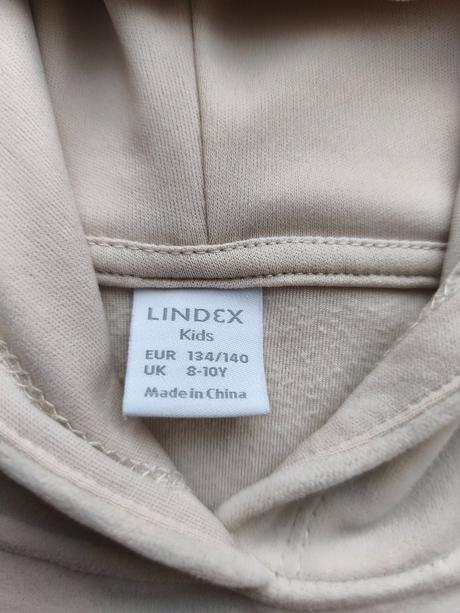 LINDEX
Kids
EUR 134/140
UK 8-10Y
Made in China